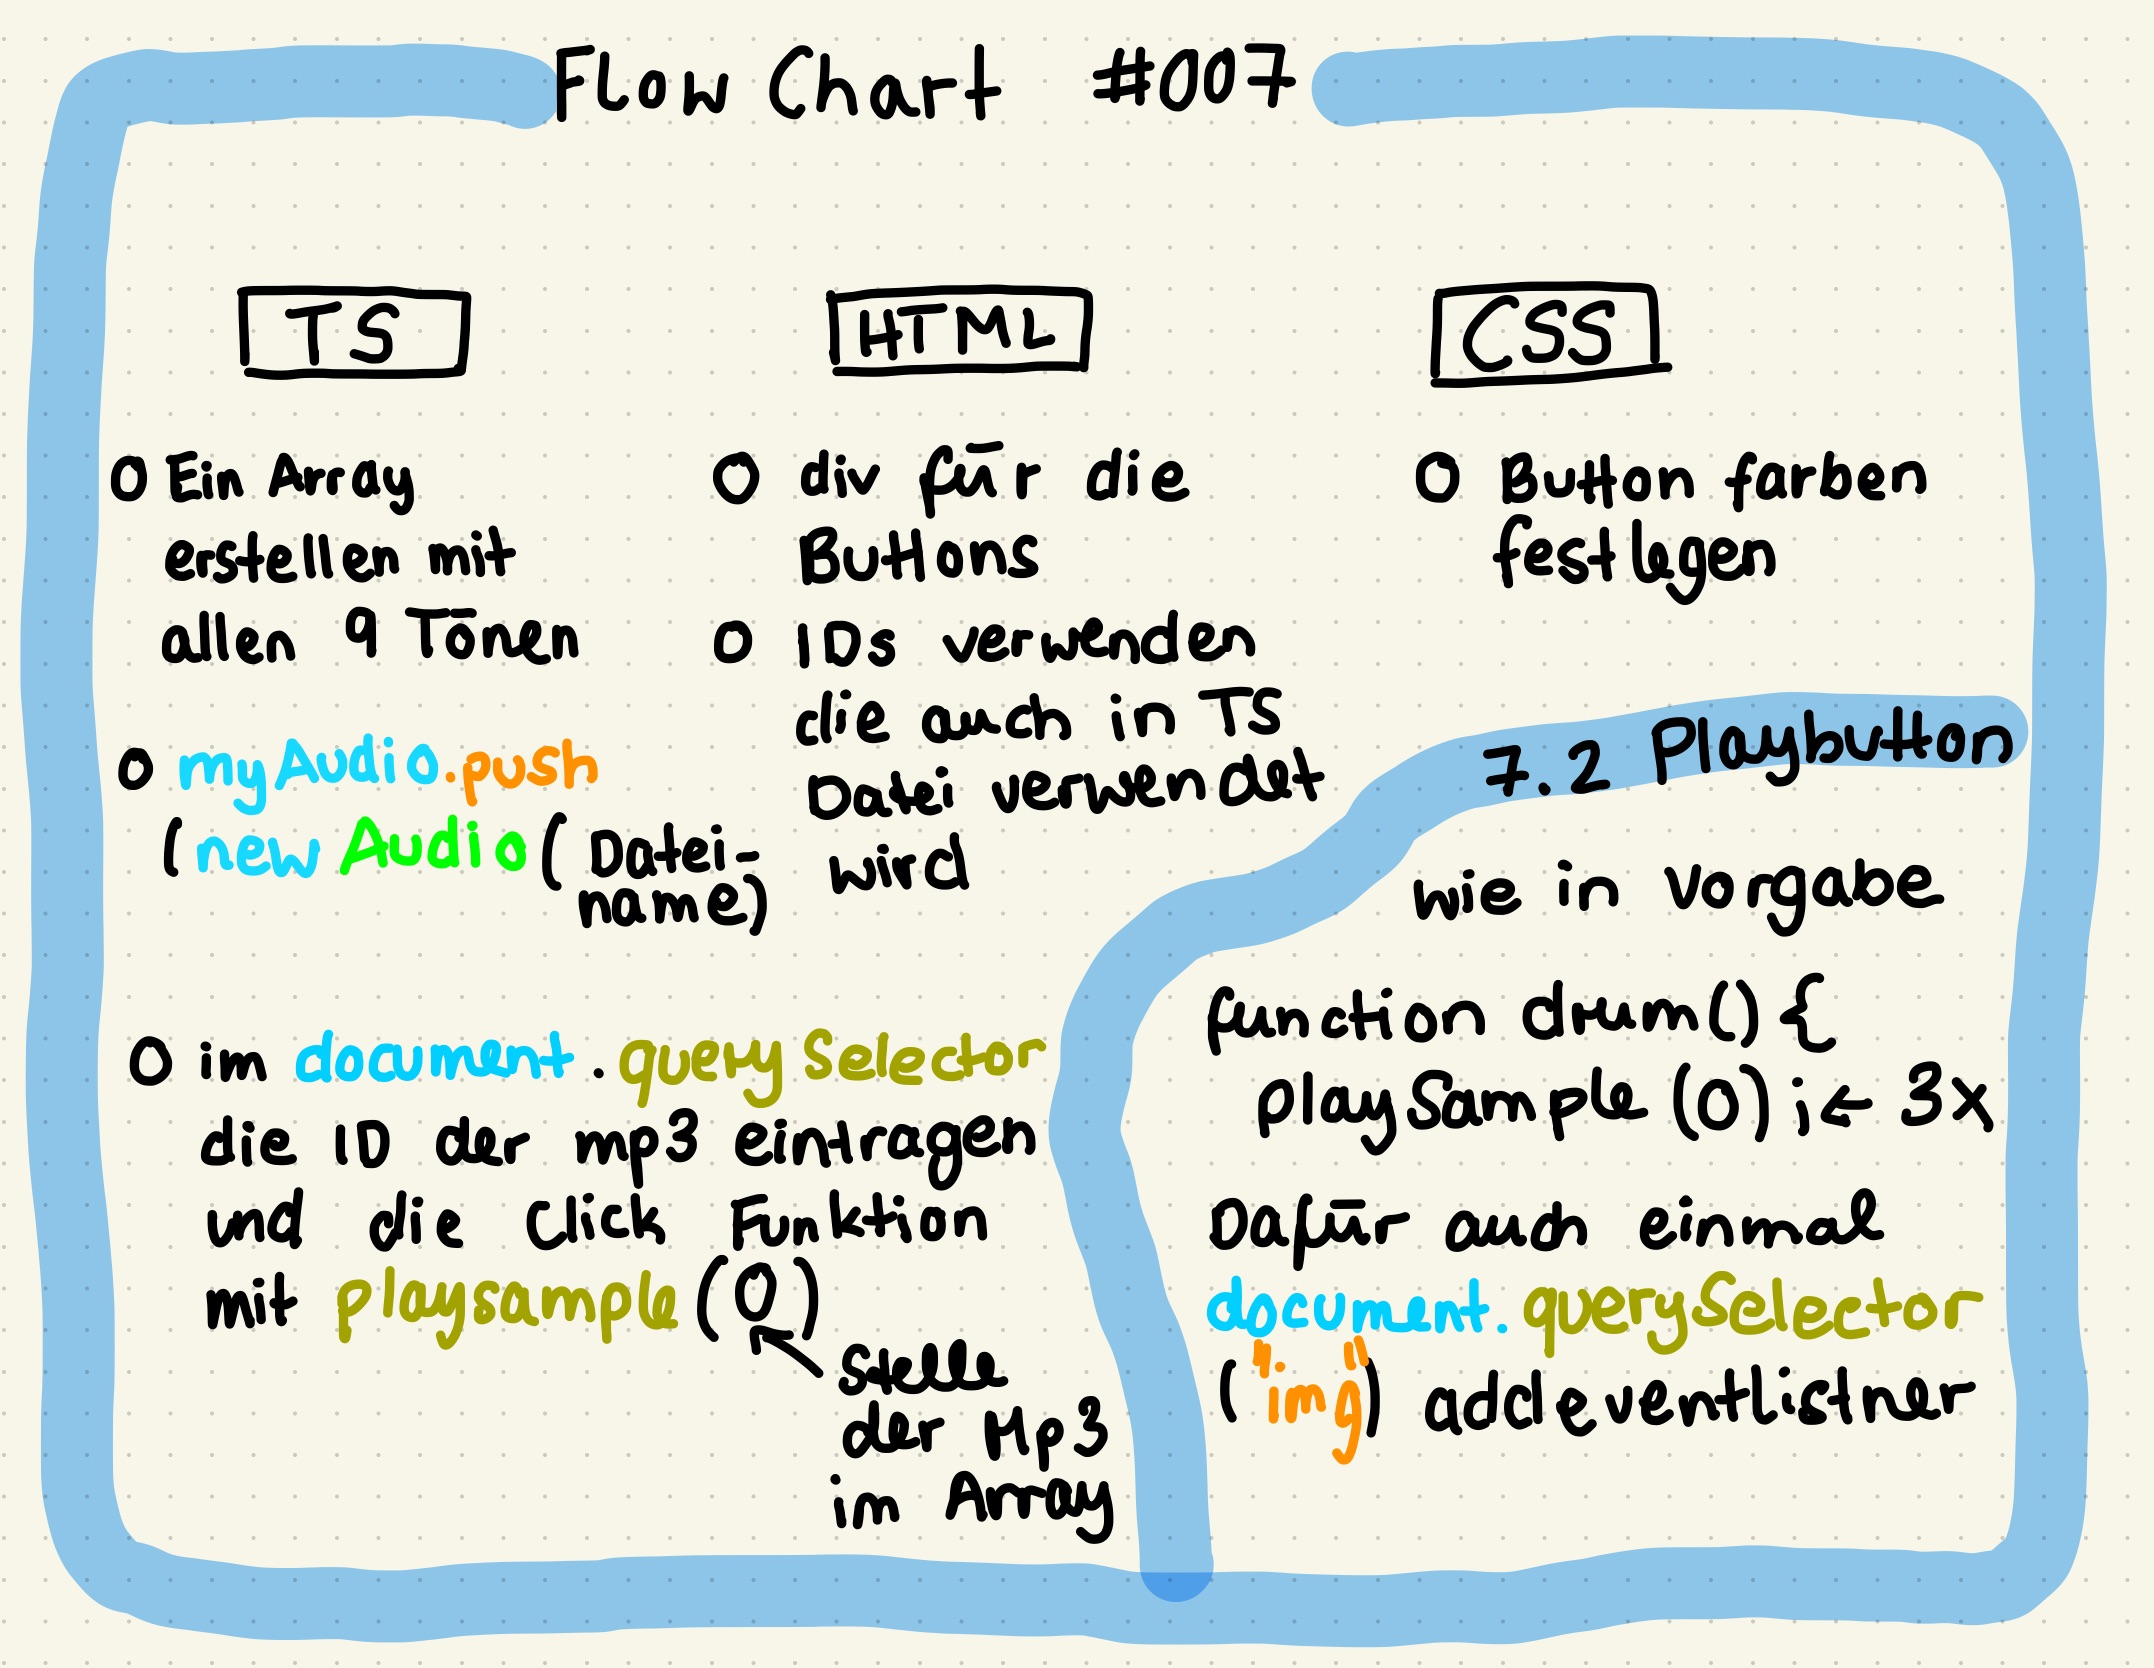 Flow Chart #007
TS
HTML
CSS
O Ein Array
erstellen mit
allen 9 Tönen
O myAudio.push
( new Audio ( Datei-
name)
O im document . querySelector
die ID der mp3 eintragen
und die Click Funktion
mit playsample (0)
Stelle
der Mp3
im Array
O div für die
Buttons
O IDs verwenden
die auch in TS
Datei verwendet
wird
O Button farben
festlegen
7.2 Playbutton
wie in Vorgabe
function drum() {
playSample (0) ; ← 3x
Dafür auch einmal
document. querySelector
("img") addeventlistner